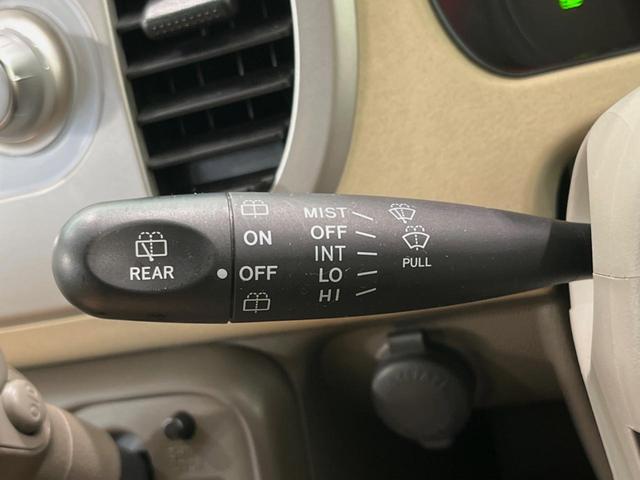 REAR
ON
OFF
MIST
OFF
INT
LO
HI
PULL